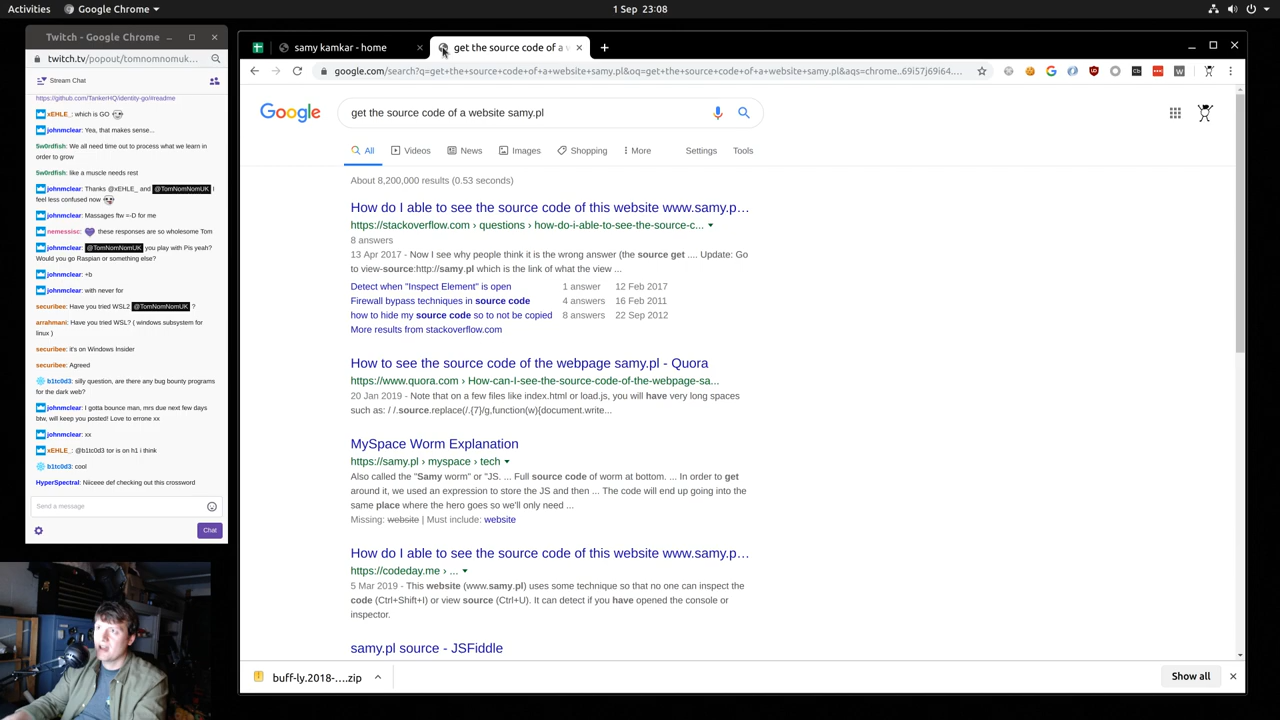 Activities
Google Chrome
1 Sep 23:08
Twitch - Google Chrome
twitch.tv/popout/tomnomnomuk...
Stream Chat
https://github.com/TankerHQ/identity-go/#readme
xEHLE_: which is GO
johnmclear: Yea, that makes sense...
5w0rdfish: We all need time to process what we learn in
order to grow
5w0rdfish: like a muscle needs rest
johnmclear: Thanks @xEHLE_ and @TomNomNomUK I
feel less confused now
johnmclear: Massages ftw =-D for me
nemessisc: these responses are so wholesome Tom
johnmclear: @TomNomNomUK you play with Pis yeah?
Would you go Raspian or something else?
johnmclear: +b
johnmclear: with never for
securibee: Have you tried WSL2 @TomNomNomUK ?
arrahmani: Have you tried WSL? ( windows subsystem for
linux )
securibee: it's on Windows Insider
securibee: Agreed
b1tc0d3: silly question, are there any bug bounty programs
for the dark web?
johnmclear: I gotta bounce man, mrs due next few days
btw, will keep you posted! Love to errone xx
johnmclear: xx
xEHLE_: @b1tc0d3 tor is on h1 i think
b1tc0d3: cool
HyperSpectral: Niiceee def checking out this crossword
Send a message
Chat
samy kamkar - home
get the source code of a w
google.com/search?q=get+the+source+code+of+a+website+samy.pl&oq=get+the+source+code+of+a+website+samy.pl&aqs=chrome..69i57j69i64....
Google
get the source code of a website samy.pl
All
Videos
News
Images
Shopping
More
Settings
Tools
About 8,200,000 results (0.53 seconds)
How do I able to see the source code of this website www.samy.p...
https://stackoverflow.com › questions › how-do-i-able-to-see-the-source-c...
8 answers
13 Apr 2017 - Now I see why people think it is the wrong answer (the source get .... Update: Go
to view-source:http://samy.pl which is the link of what the view ...
Detect when "Inspect Element" is open 1 answer 12 Feb 2017
Firewall bypass techniques in source code 4 answers 16 Feb 2011
how to hide my source code so to not be copied 8 answers 22 Sep 2012
More results from stackoverflow.com
How to see the source code of the webpage samy.pl - Quora
https://www.quora.com › How-can-I-see-the-source-code-of-the-webpage-sa...
20 Jan 2019 - Note that on a few files like index.html or load.js, you will have very long spaces
such as: / /.source.replace(/.{7}/g,function(w){document.write...
MySpace Worm Explanation
https://samy.pl › myspace › tech
Also called the "Samy worm" or "JS. ... Full source code of worm at bottom. ... In order to get
around it, we used an expression to store the JS and then ... The code will end up going into the
same place where the hero goes so we'll only need ...
Missing: website | Must include: website
How do I able to see the source code of this website www.samy.p...
https://codeday.me › ...
5 Mar 2019 - This website (www.samy.pl) uses some technique so that no one can inspect the
code (Ctrl+Shift+I) or view source (Ctrl+U). It can detect if you have opened the console or
inspector.
samy.pl source - JSFiddle
buff-ly.2018-....zip
Show all